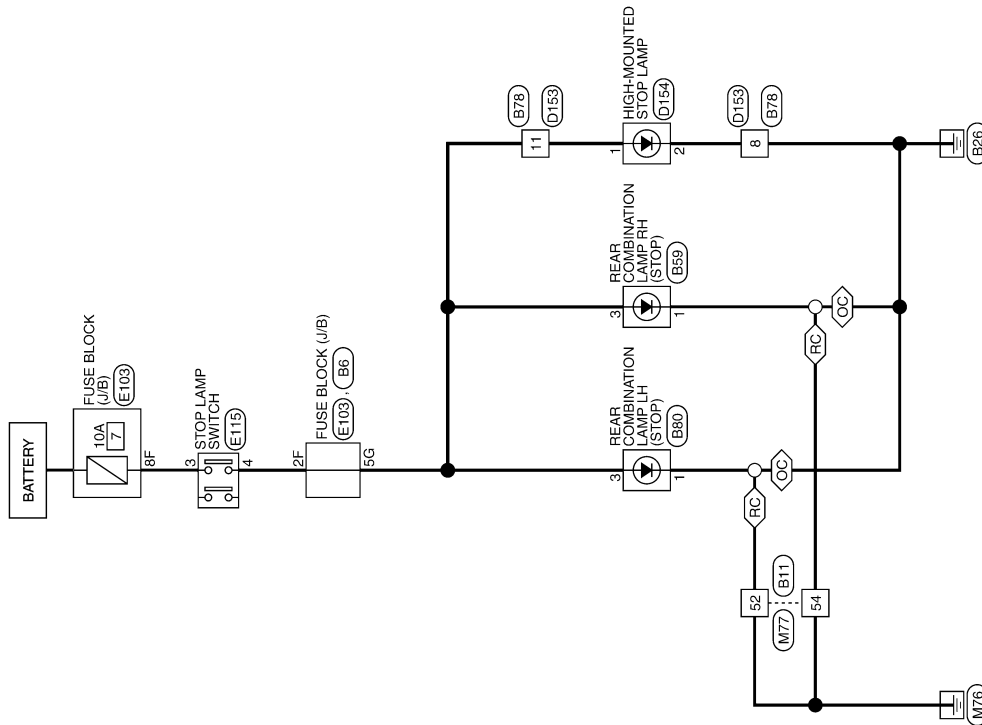 BATTERY
FUSE BLOCK
(J/B)
E103
10A
7
8F
STOP LAMP
SWITCH
E115
3
4
FUSE BLOCK (J/B)
E103 , B6
2F
5G
B78
D153
11
HIGH-MOUNTED
STOP LAMP
D154
1
2
D153
B78
8
REAR
COMBINATION
LAMP RH
(STOP)
B59
3
1
REAR
COMBINATION
LAMP LH
(STOP)
B80
3
1
RC
OC
RC
OC
52
54
M77
B11
M76
B26